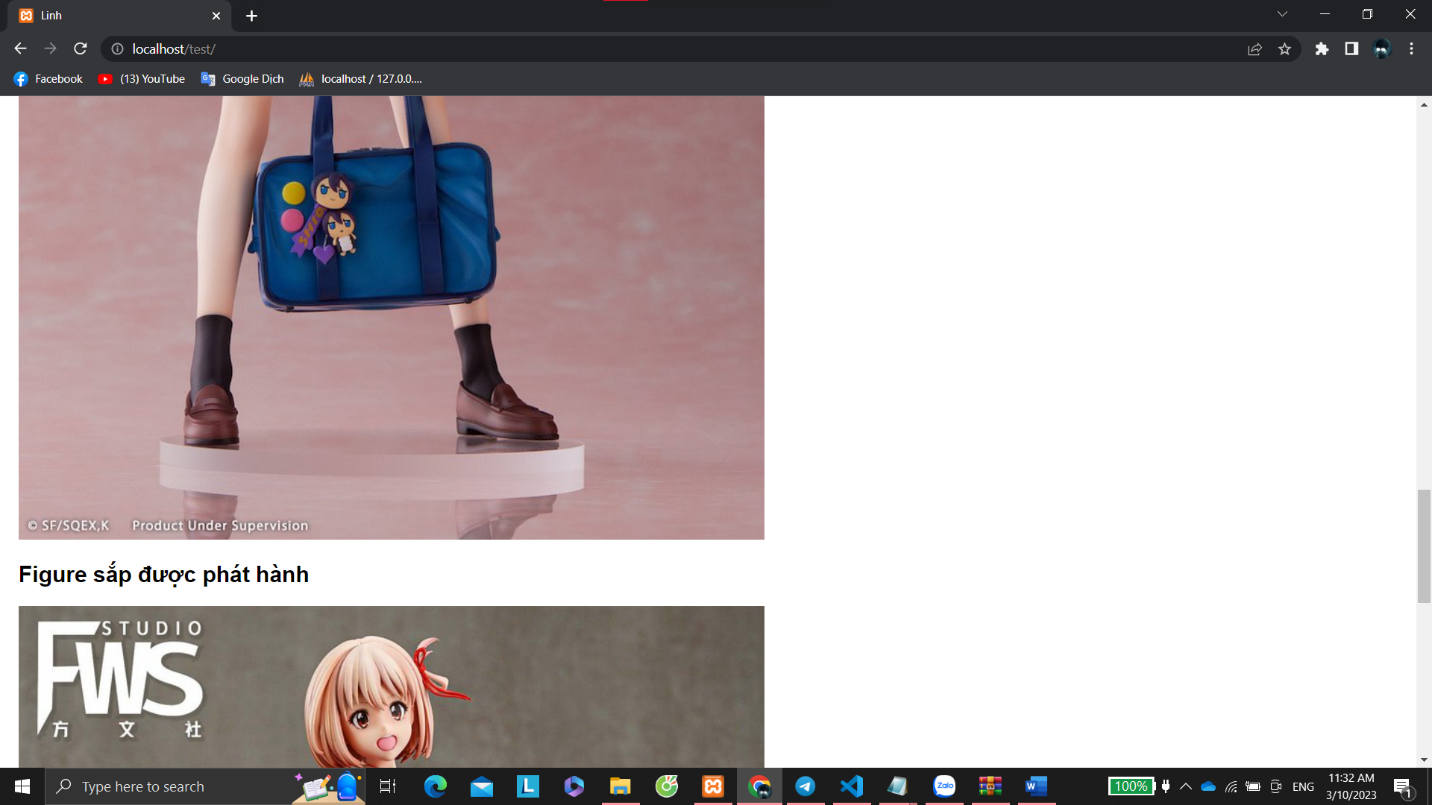 Linh
localhost/test/
Facebook
(13) YouTube
Google Dịch
localhost / 127.0.0....
© SF/SQEX,K Product Under Supervision
Figure sắp được phát hành
STUDIO
FWS
方文社
Type here to search
L
Zalo
100%
ENG
11:32 AM
3/10/2023
1